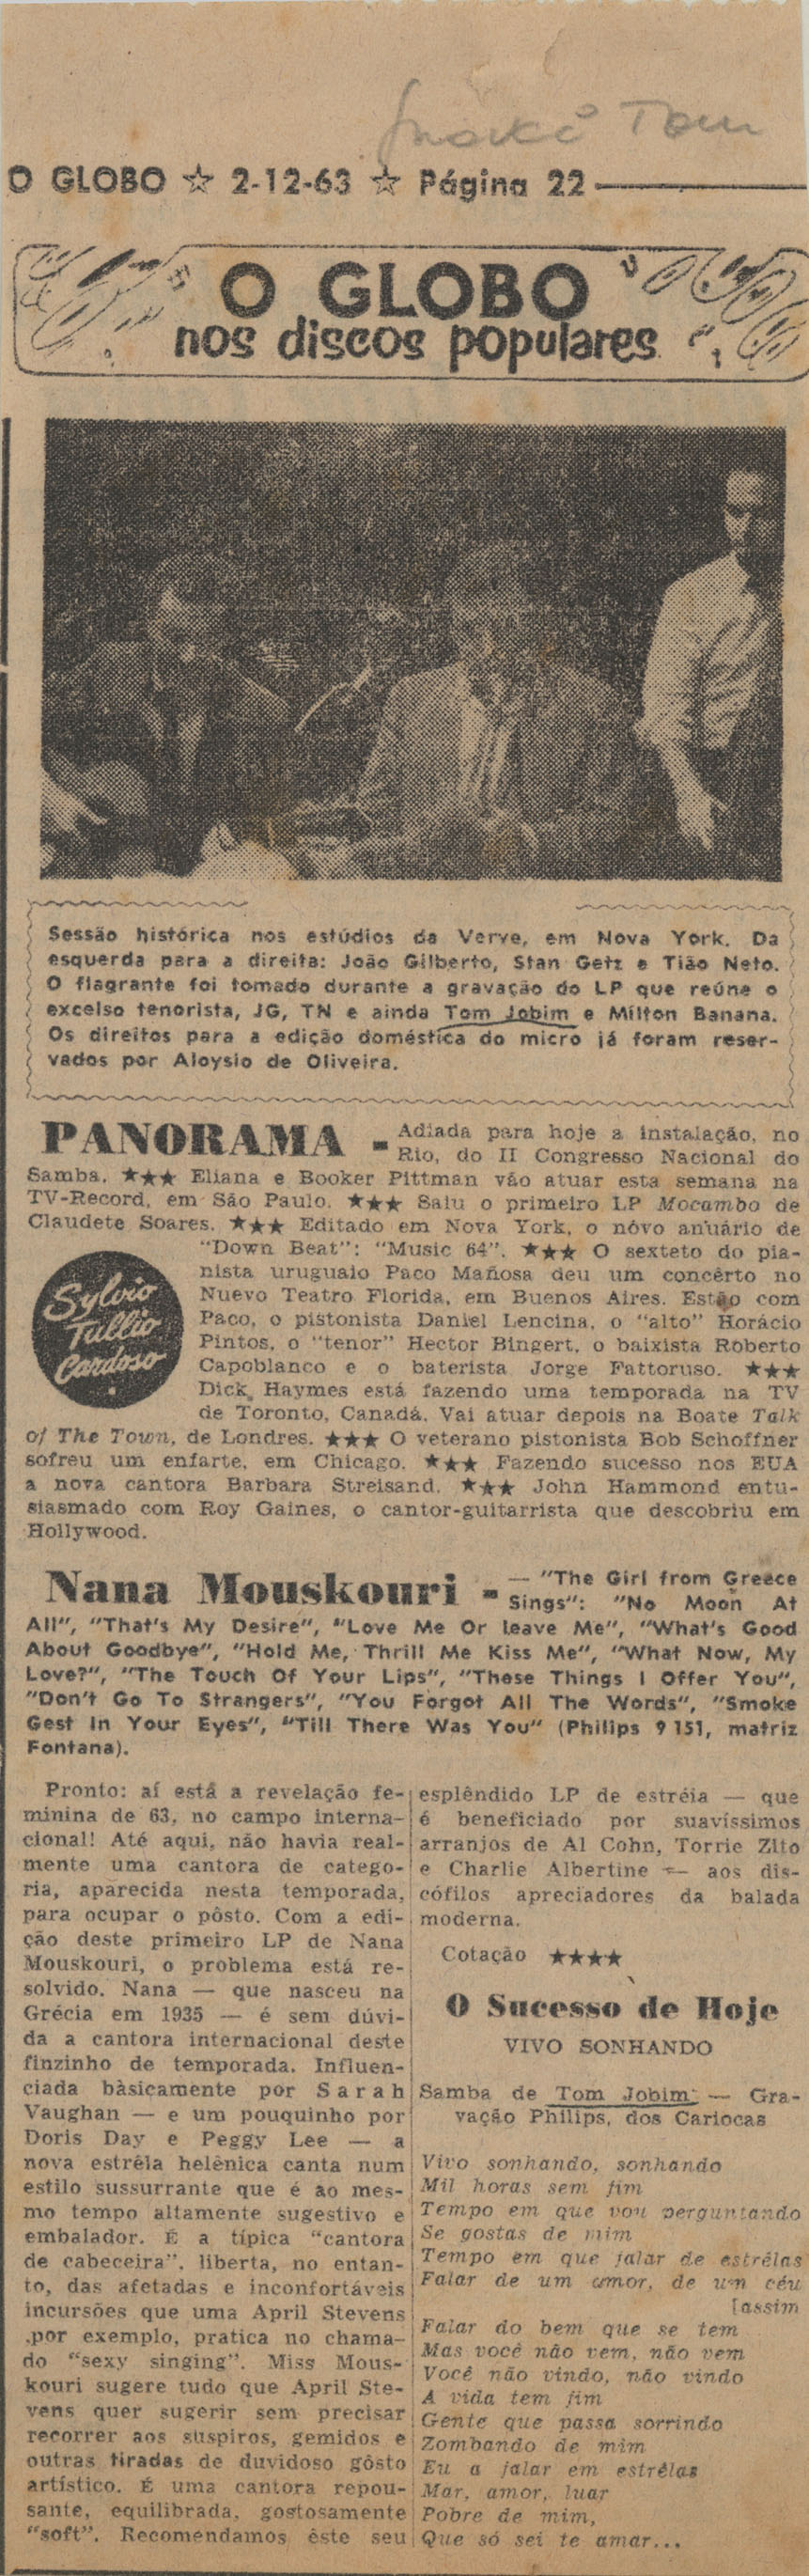 Tom
O GLOBO ☆ 2-12-63 ☆ Página 22
O GLOBO
nos discos populares
Sessão histórica nos estúdios da Verve, em Nova York. Da
esquerda para a direita: João Gilberto, Stan Getz e Tião Neto.
O flagrante foi tomado durante a gravação do LP que reúne o
excelso tenorista, JG, TN e ainda Tom Jobim e Milton Banana.
Os direitos para a edição doméstica do micro já foram reser-
vados por Aloysio de Oliveira.
PANORAMA - Adiada para hoje a instalação, no
Rio, do II Congresso Nacional do
Samba. ★★★ Eliana e Booker Pittman vão atuar esta semana na
TV-Record, em São Paulo. ★★★ Saiu o primeiro LP Mocambo de
Claudete Soares. ★★★ Editado em Nova York, o nôvo anuário de
"Down Beat": "Music 64". ★★★ O sexteto do pia-
nista uruguaio Paco Mañosa deu um concêrto no
Nuevo Teatro Florida, em Buenos Aires. Estão com
Paco, o pistonista Daniel Lencina, o "alto" Horácio
Pintos, o "tenor" Hector Bingert, o baixista Roberto
Capoblanco e o baterista Jorge Fattoruso. ★★★
Dick Haymes está fazendo uma temporada na TV
de Toronto, Canadá. Vai atuar depois na Boate Talk
of The Town, de Londres. ★★★ O veterano pistonista Bob Schoffner
sofreu um enfarte, em Chicago. ★★★ Fazendo sucesso nos EUA
a nova cantora Barbara Streisand. ★★★ John Hammond entu-
siasmado com Roy Gaines, o cantor-guitarrista que descobriu em
Hollywood.
Sylvio
Tullio
Cardoso
Nana Mouskouri - — "The Girl from Greece
Sings": "No Moon At
All", "That's My Desire", "Love Me Or Leave Me", "What's Good
About Goodbye", "Hold Me, Thrill Me Kiss Me", "What Now, My
Love?", "The Touch Of Your Lips", "These Things I Offer You",
"Don't Go To Strangers", "You Forgot All The Words", "Smoke
Gest In Your Eyes", "Till There Was You" (Philips 9 151, matriz
Fontana).
Pronto: aí está a revelação fe-
minina de 63, no campo interna-
cional! Até aqui, não havia real-
mente uma cantora de catego-
ria, aparecida nesta temporada,
para ocupar o pôsto. Com a edi-
ção deste primeiro LP de Nana
Mouskouri, o problema está re-
solvido. Nana — que nasceu na
Grécia em 1935 — é sem dúvi-
da a cantora internacional deste
finzinho de temporada. Influen-
ciada bàsicamente por Sarah
Vaughan — e um pouquinho por
Doris Day e Peggy Lee — a
nova estrêla helênica canta num
estilo sussurrante que é ao mes-
mo tempo altamente sugestivo e
embalador. É a típica "cantora
de cabeceira", liberta, no entan-
to, das afetadas e inconfortáveis
incursões que uma April Stevens
,por exemplo, pratica no chama-
do "sexy singing". Miss Mous-
kouri sugere tudo que April Ste-
vens quer sugerir sem precisar
recorrer aos suspiros, gemidos e
outras tiradas de duvidoso gôsto
artístico. É uma cantora repou-
sante, equilibrada, gostosamente
"soft". Recomendamos êste seu
esplêndido LP de estréia — que
é beneficiado por suavíssimos
arranjos de Al Cohn, Torrie Zito
e Charlie Albertine — aos dis-
cófilos apreciadores da balada
moderna.
Cotação ★★★★
O Sucesso de Hoje
VIVO SONHANDO
Samba de Tom Jobim — Gra-
vação Philips, dos Cariocas
Vivo sonhando, sonhando
Mil horas sem fim
Tempo em que vou perguntando
Se gostas de mim
Tempo em que falar de estrêlas
Falar de um amor, de um céu
[assim
Falar do bem que se tem
Mas você não vem, não vem
Você não vindo, não vindo
A vida tem fim
Gente que passa sorrindo
Zombando de mim
Eu a falar em estrêlas
Mar, amor, luar
Pobre de mim,
Que só sei te amar...